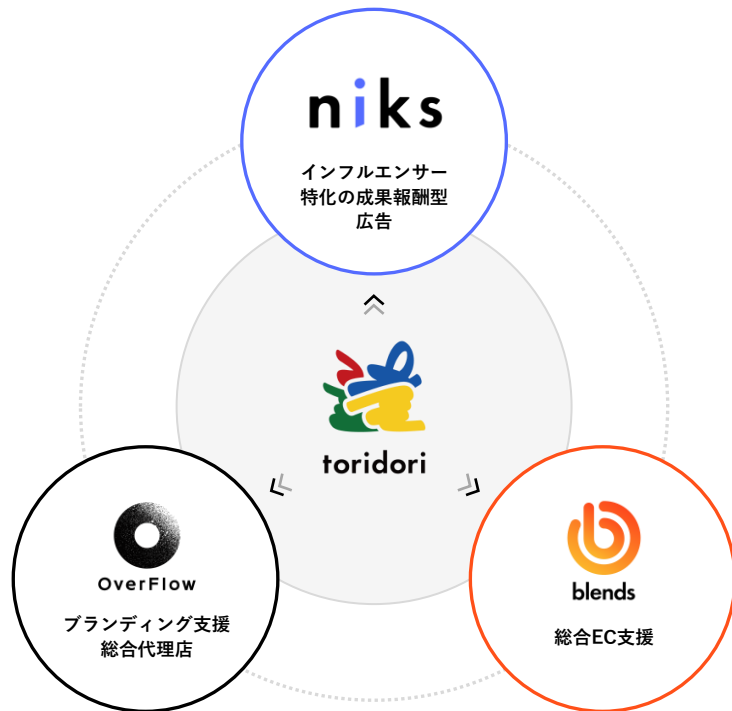 niks
インフルエンサー
特化の成果報酬型
広告
toridori
OverFlow
ブランディング支援
総合代理店
blends
総合EC支援